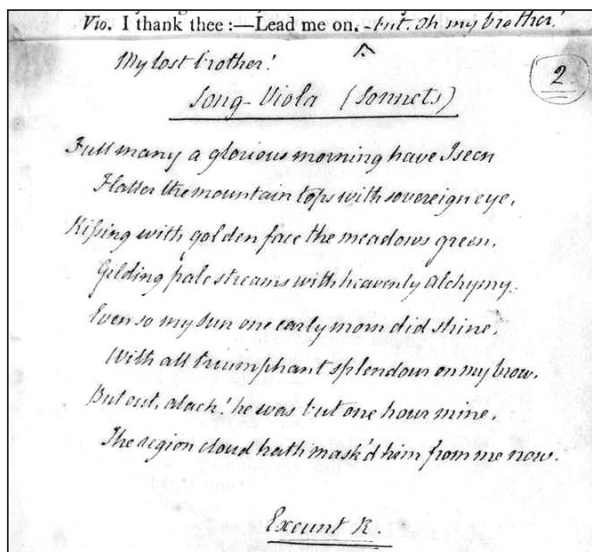 Vio. I thank thee :—Lead me on. - but. Oh my brother!
^
My lost brother!
2
Song - Viola (Sonnets)
Full many a glorious morning have I seen
Flatter the mountain tops with sovereign eye,
Kissing with golden face the meadows green,
Gilding pale streams with heavenly alchymy.
Even so my sun one early morn did shine,
With all triumphant splendour on my brow,
But out, alack! he was but one hour mine,
The region cloud hath mask'd him from me now.
Exeunt R.